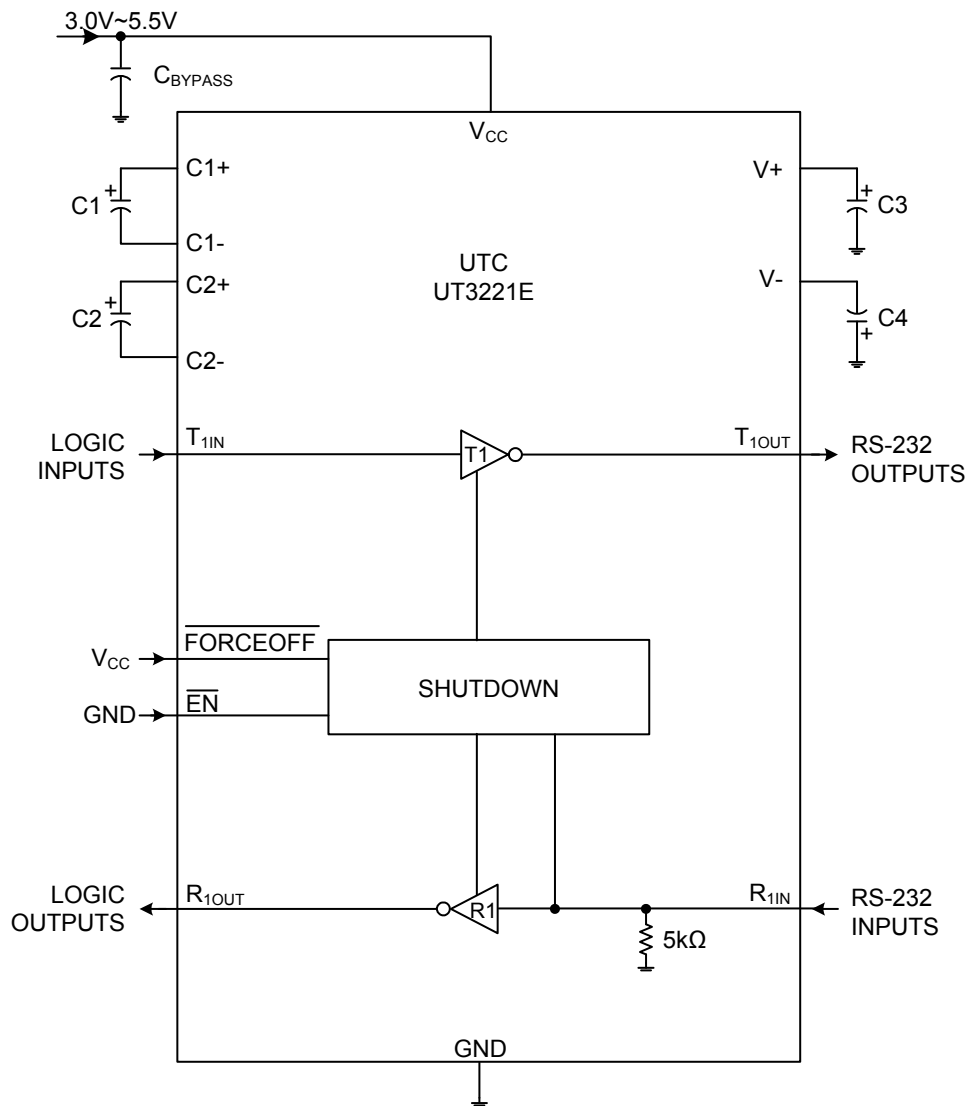 3.0V~5.5V
CBYPASS
VCC
C1+
V+
C1
C3
C1-
UTC
UT3221E
C2+
V-
C2
C4
C2-
LOGIC
INPUTS
T1IN
T1
T1OUT
RS-232
OUTPUTS
VCC
FORCEOFF
SHUTDOWN
GND
EN
LOGIC
OUTPUTS
R1OUT
R1
R1IN
RS-232
INPUTS
5kΩ
GND